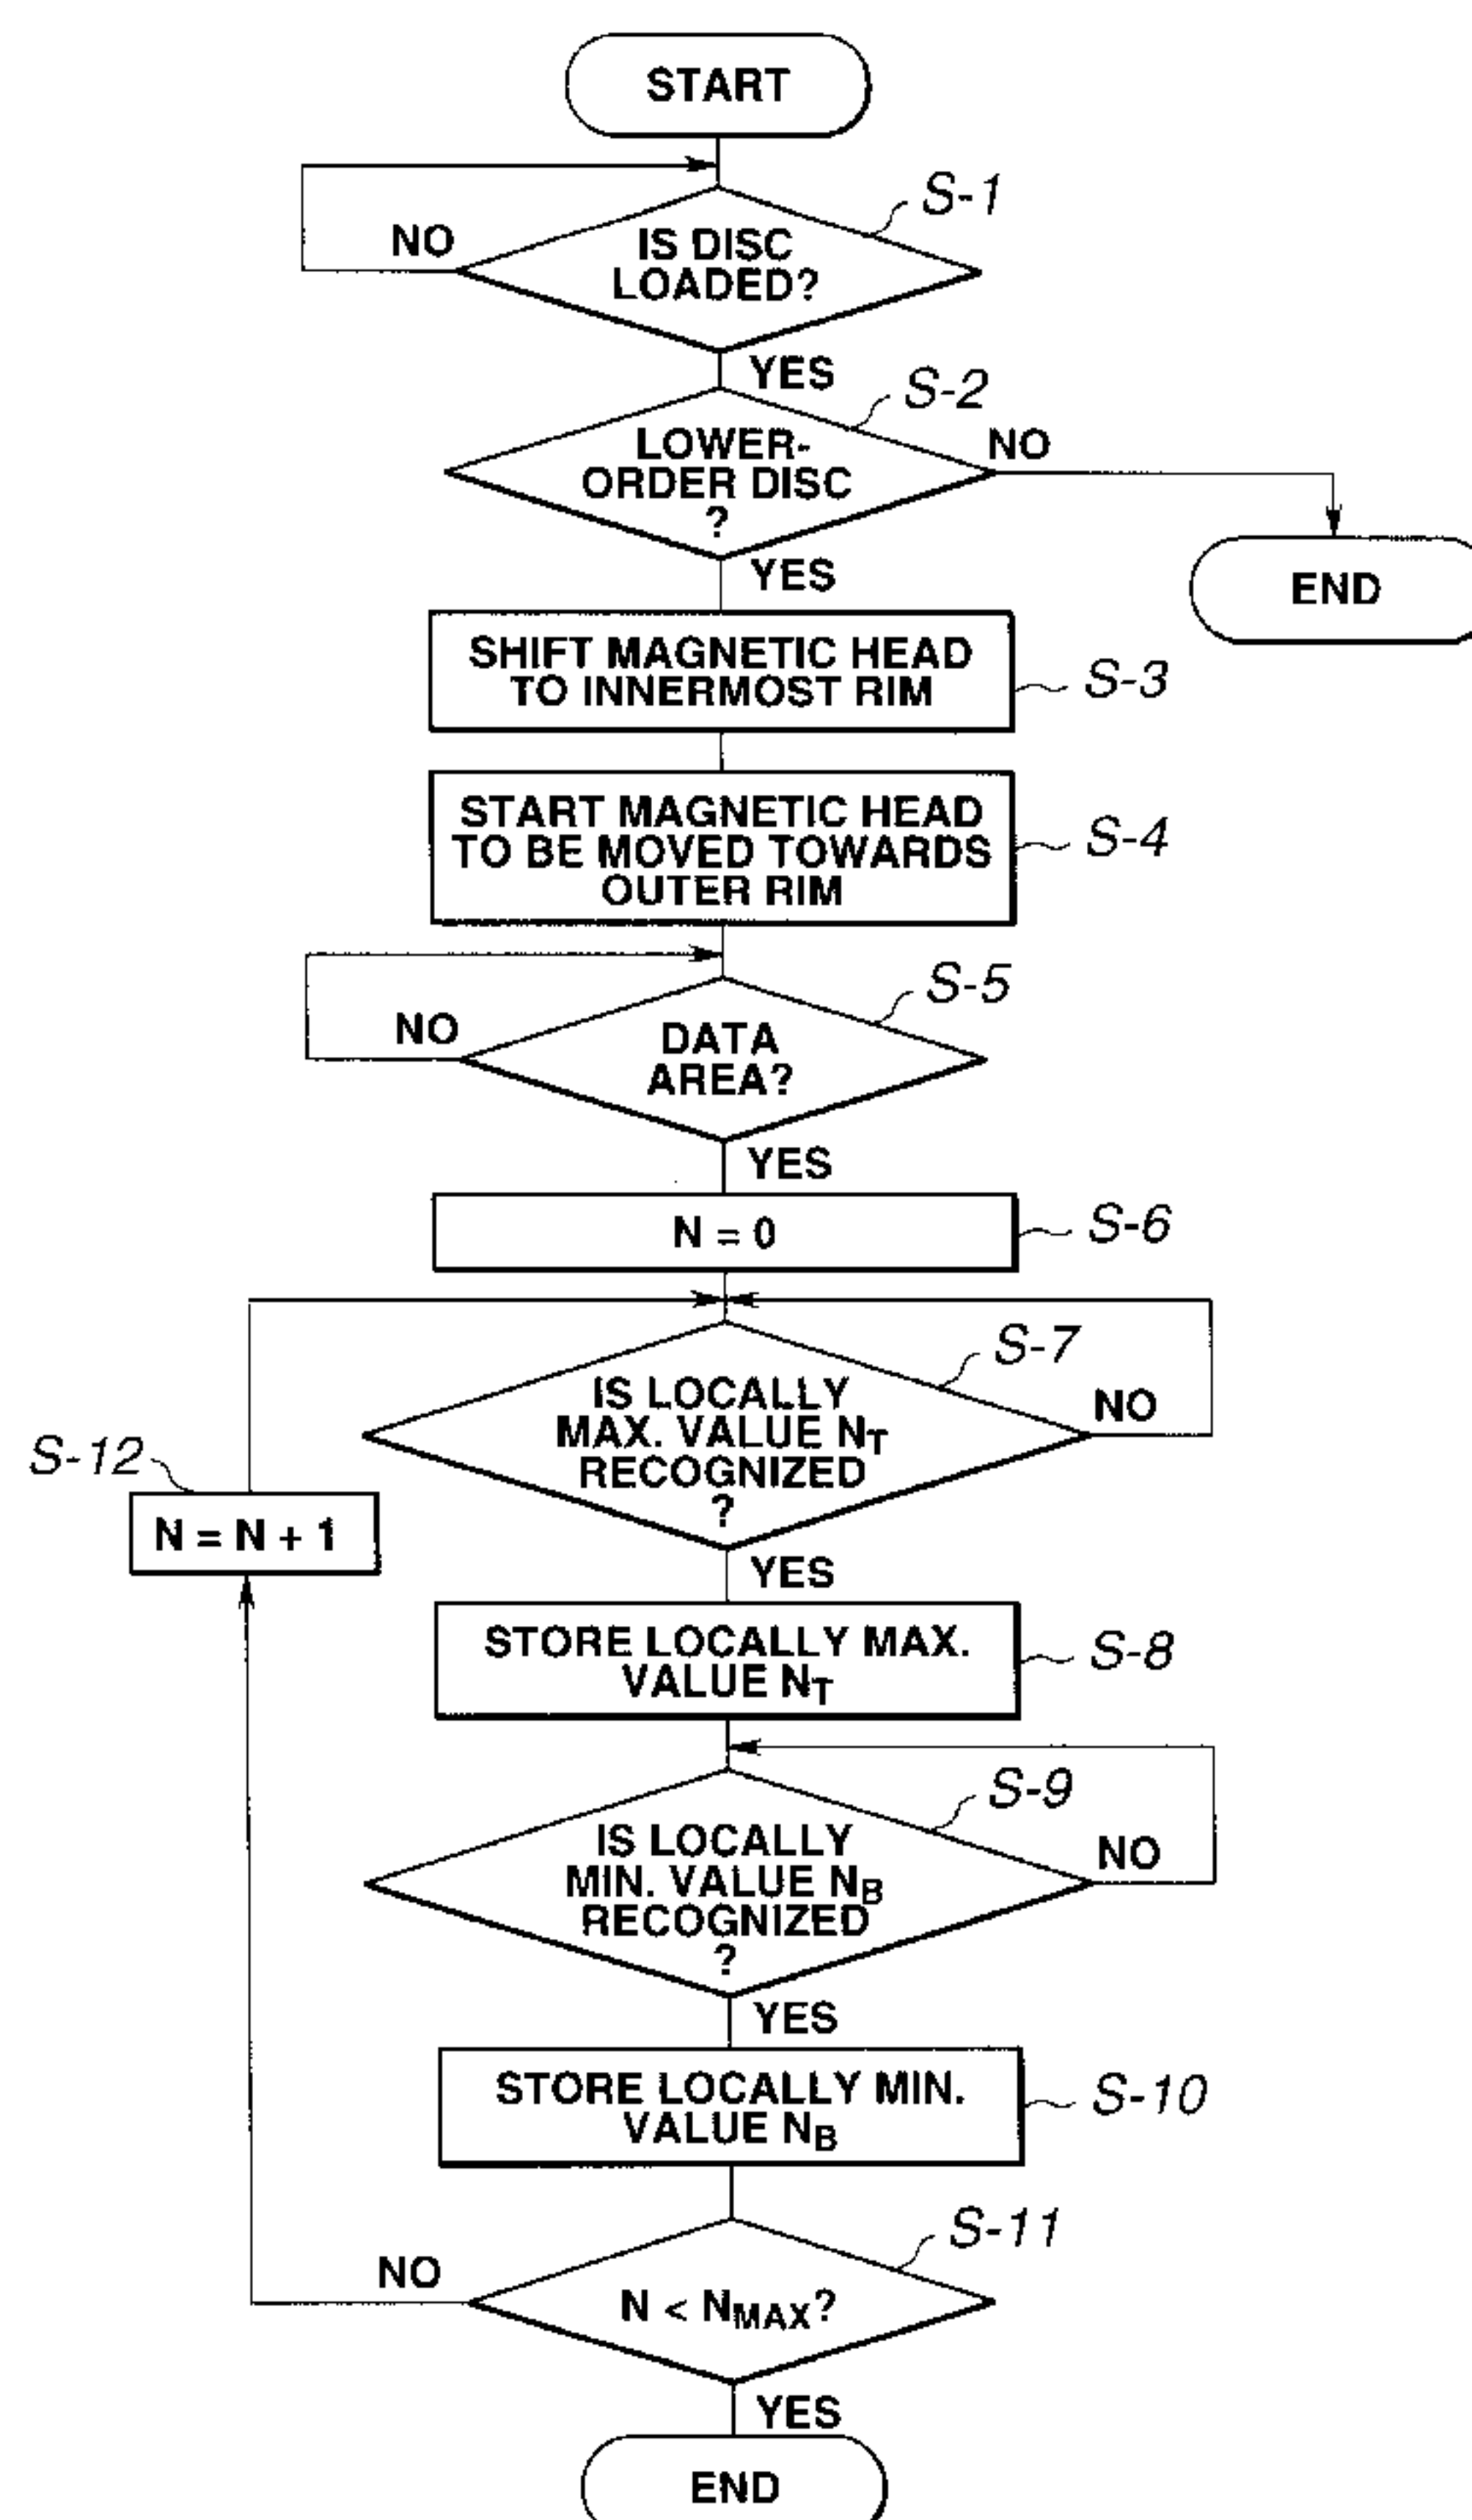 START
S-1
NO
IS DISC
LOADED?
YES
S-2
LOWER-
ORDER DISC
?
NO
END
YES
SHIFT MAGNETIC HEAD
TO INNERMOST RIM
S-3
START MAGNETIC HEAD
TO BE MOVED TOWARDS
OUTER RIM
S-4
S-5
NO
DATA
AREA?
YES
N = 0
S-6
S-7
IS LOCALLY
MAX. VALUE NT
RECOGNIZED
?
NO
S-12
N = N + 1
YES
STORE LOCALLY MAX.
VALUE NT
S-8
S-9
IS LOCALLY
MIN. VALUE NB
RECOGNIZED
?
NO
YES
STORE LOCALLY MIN.
VALUE NB
S-10
S-11
NO
N < NMAX?
YES
END